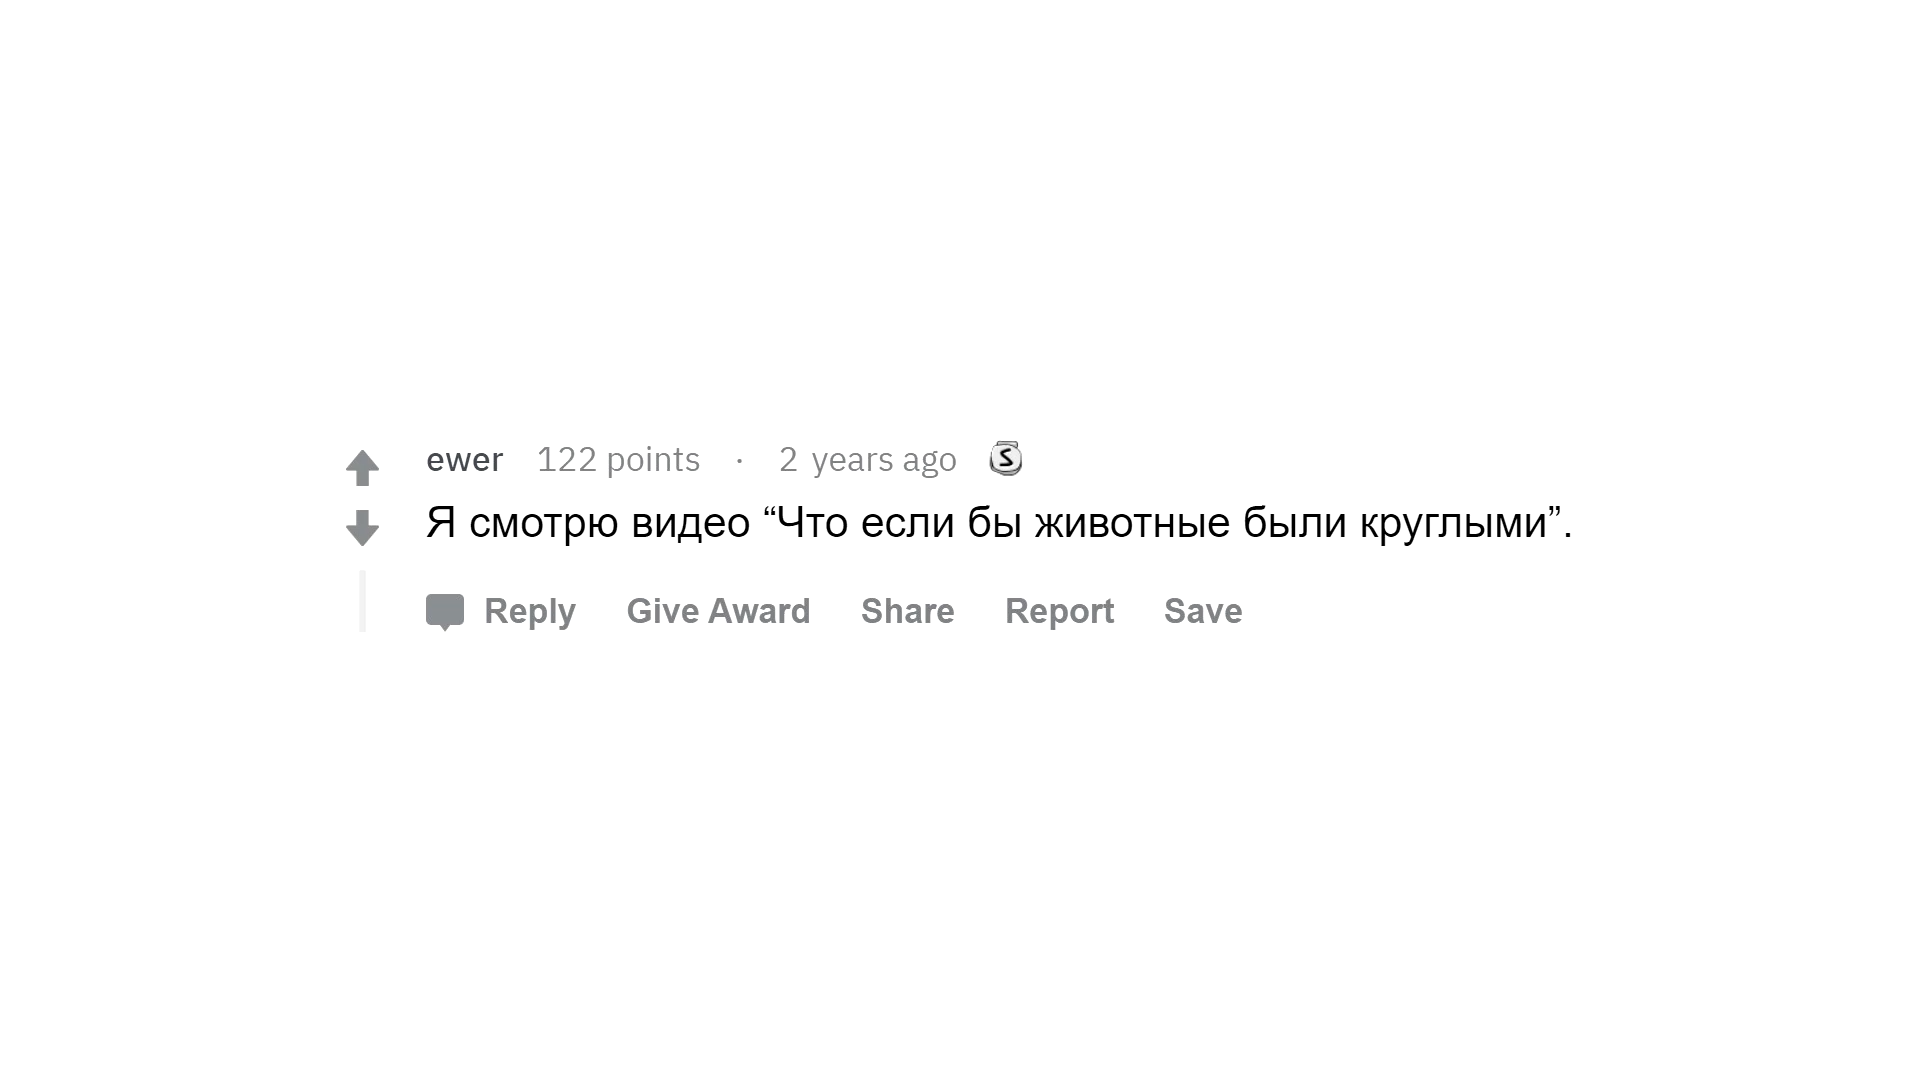 ewer 122 points · 2 years ago S
Я смотрю видео “Что если бы животные были круглыми”.
Reply Give Award Share Report Save